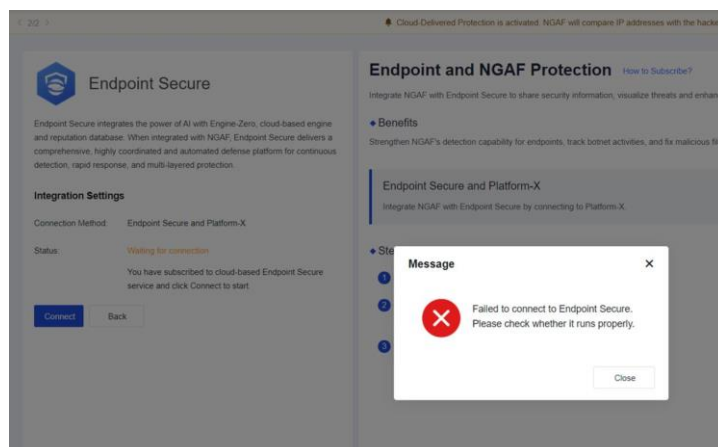 2/2
Cloud-Delivered Protection is activated. NGAF will compare IP addresses with the hacke
Endpoint Secure
Endpoint Secure integrates the power of AI with Engine-Zero, cloud-based engine
and reputation database. When integrated with NGAF, Endpoint Secure delivers a
comprehensive, highly coordinated and automated defense platform for continuous
detection, rapid response, and multi-layered protection.
Integration Settings
Connection Method: Endpoint Secure and Platform-X
Status: Waiting for connection
You have subscribed to cloud-based Endpoint Secure
service and click Connect to start
Connect Back
Endpoint and NGAF Protection How to Subscribe?
Integrate NGAF with Endpoint Secure to share security information, visualize threats and enhan
Benefits
Strengthen NGAF's detection capability for endpoints, track botnet activities, and fix malicious fil
Endpoint Secure and Platform-X
Integrate NGAF with Endpoint Secure by connecting to Platform-X.
Ste
1
2
3
Message
Failed to connect to Endpoint Secure.
Please check whether it runs properly.
Close